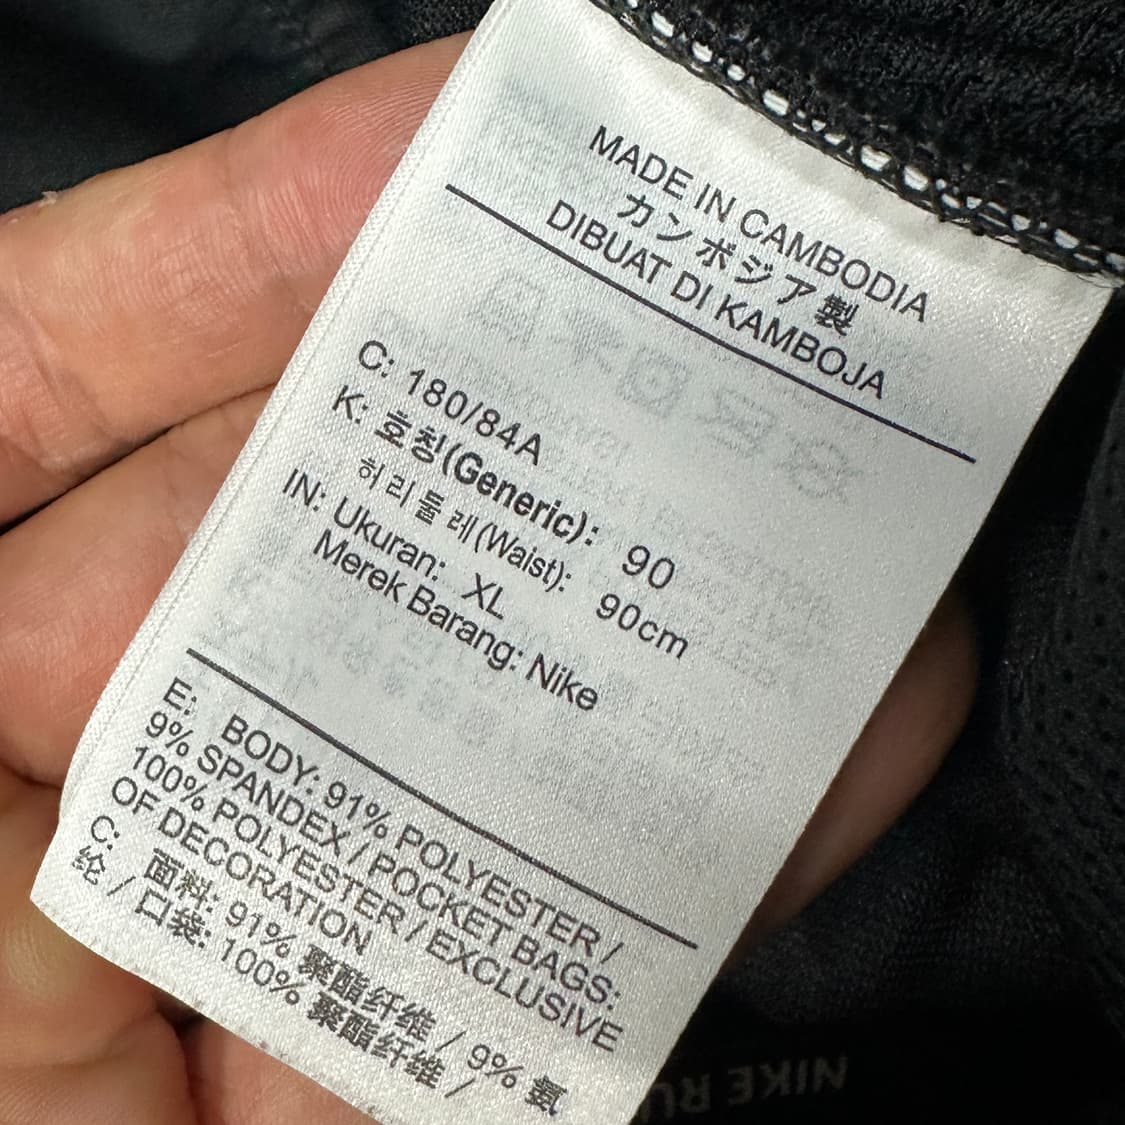 MADE IN CAMBODIA
カンボジア製
DIBUAT DI KAMBOJA
C: 180/84A
K: 호칭(Generic): 90
허리둘레(Waist): 90cm
IN: Ukuran: XL
Merek Barang: Nike
E: BODY: 91% POLYESTER /
9% SPANDEX / POCKET BAGS:
100% POLYESTER / EXCLUSIVE
OF DECORATION
C: 面料: 91% 聚酯纤维 / 9% 氨
纶 / 口袋: 100% 聚酯纤维 /
NIKE RU